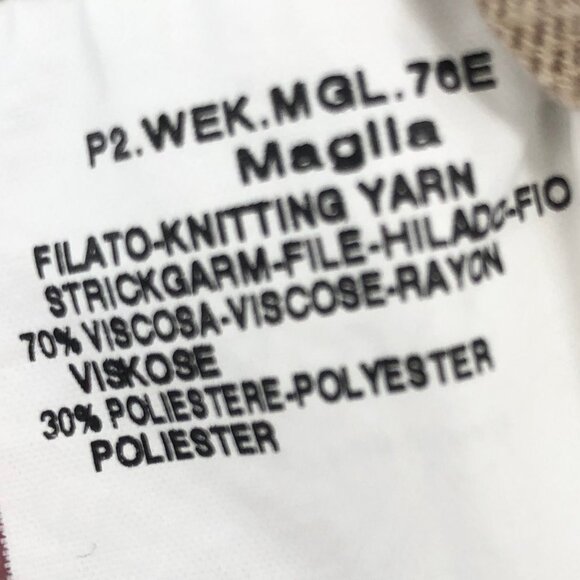 P2.WEK.MGL.76E
Maglia
FILATO-KNITTING YARN
STRICKGARM-FILE-HILADO-FIO
70% VISCOSA-VISCOSE-RAYON
VISKOSE
30% POLIESTERE-POLYESTER
POLIESTER